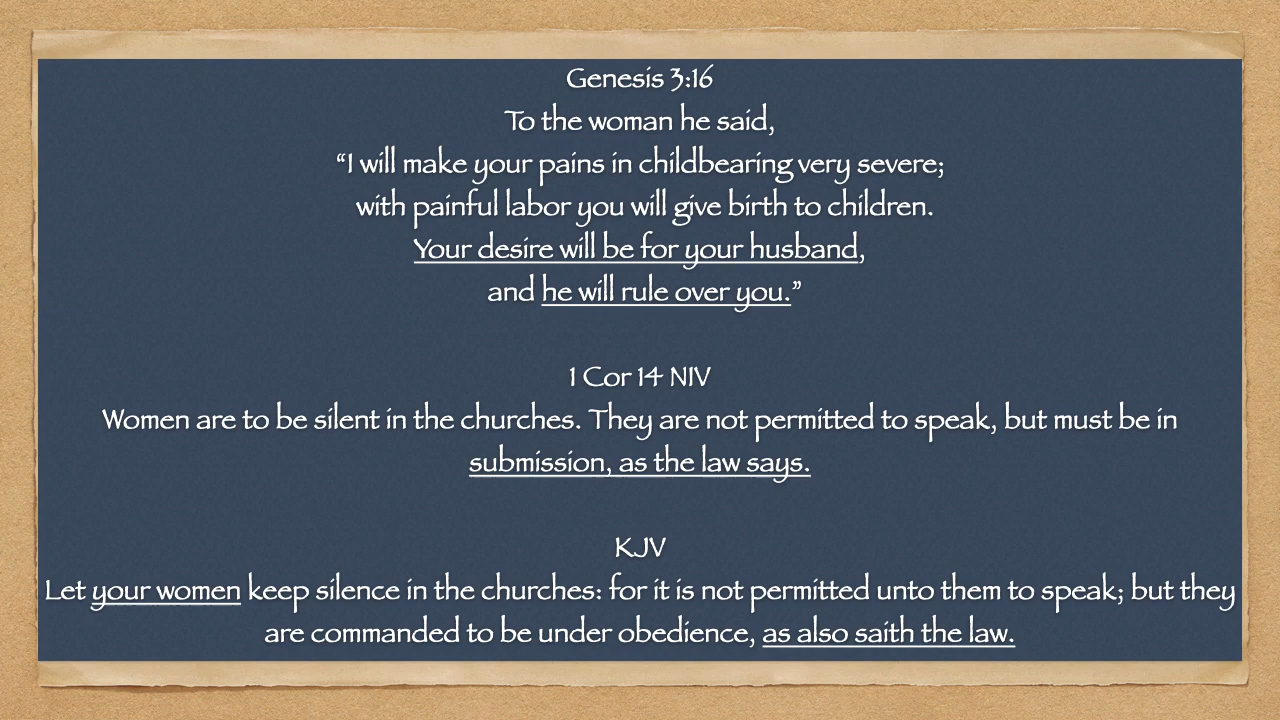 Genesis 3:16
To the woman he said,
“I will make your pains in childbearing very severe;
with painful labor you will give birth to children.
Your desire will be for your husband,
and he will rule over you.”
1 Cor 14 NIV
Women are to be silent in the churches. They are not permitted to speak, but must be in
submission, as the law says.
KJV
Let your women keep silence in the churches: for it is not permitted unto them to speak; but they
are commanded to be under obedience, as also saith the law.